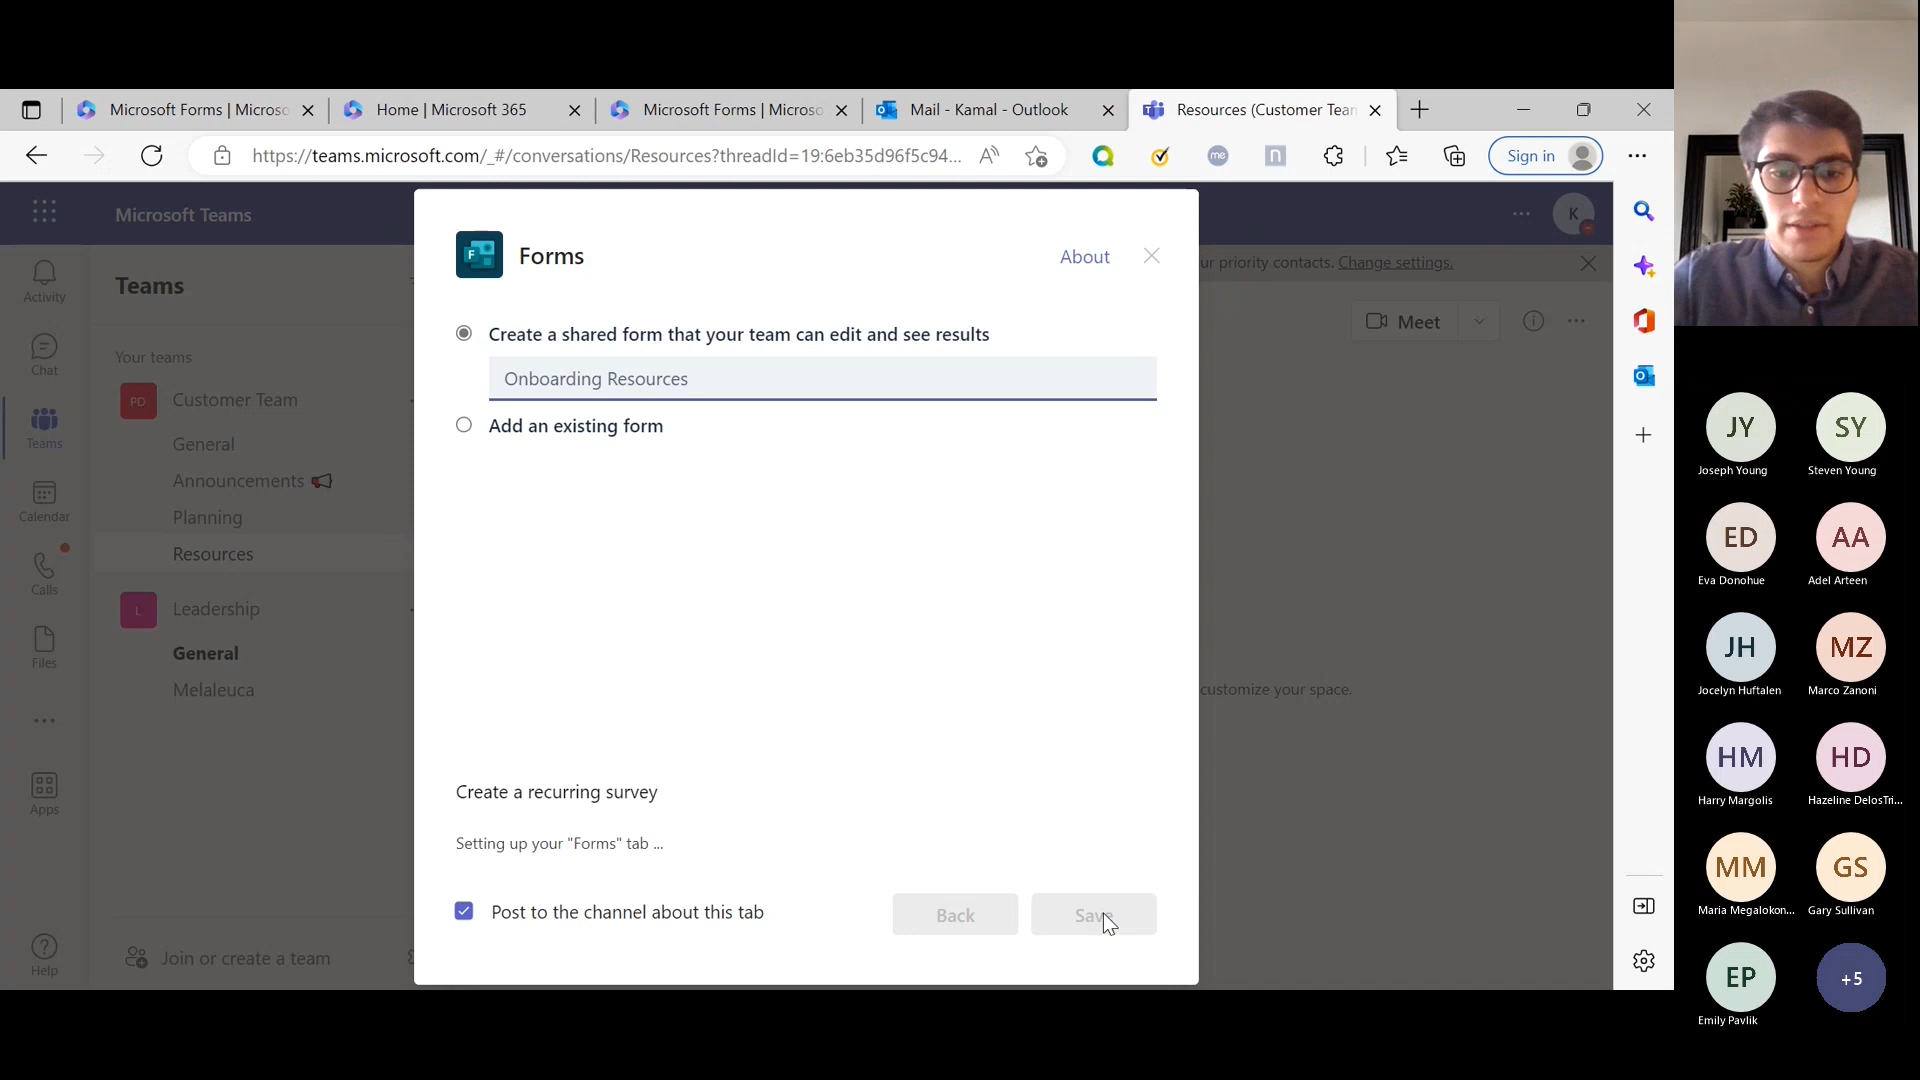 Microsoft Forms | Microso
Home | Microsoft 365
Microsoft Forms | Microso
Mail - Kamal - Outlook
Resources (Customer Tean
https://teams.microsoft.com/_#/conversations/Resources?threadId=19:6eb35d96f5c94...
me
n
Sign in
Microsoft Teams
K
Activity
Chat
Teams
Calendar
Calls
Files
Apps
Help
Teams
Your teams
PD Customer Team
General
Announcements
Planning
Resources
L Leadership
General
Melaleuca
Join or create a team
F Forms
About
Create a shared form that your team can edit and see results
Onboarding Resources
Add an existing form
Create a recurring survey
Setting up your "Forms" tab ...
Post to the channel about this tab
Back
Save
ur priority contacts. Change settings.
Meet
customize your space.
JY
SY
Joseph Young
Steven Young
ED
AA
Eva Donohue
Adel Arteen
JH
MZ
Jocelyn Huftalen
Marco Zanoni
HM
HD
Harry Margolis
Hazeline DelosTri...
MM
GS
Maria Megalokon...
Gary Sullivan
EP
+5
Emily Pavlik